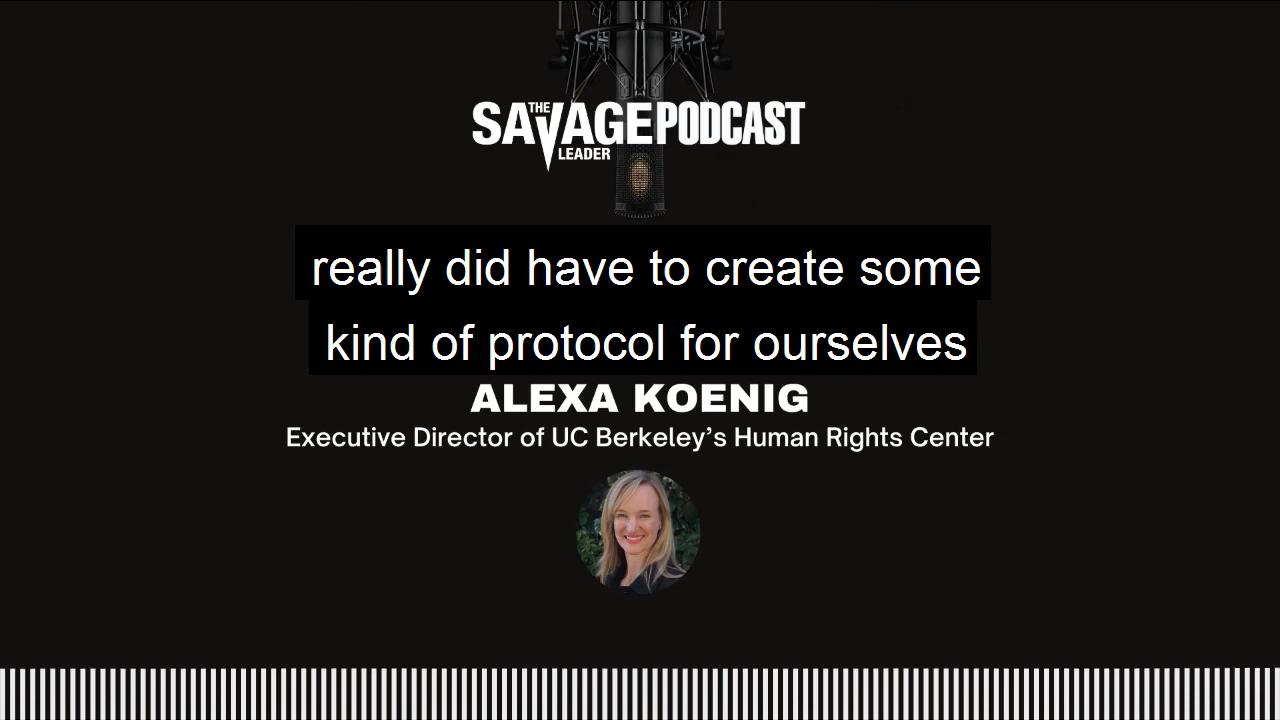 THE SAVAGE LEADER PODCAST
really did have to create some
kind of protocol for ourselves
ALEXA KOENIG
Executive Director of UC Berkeley’s Human Rights Center